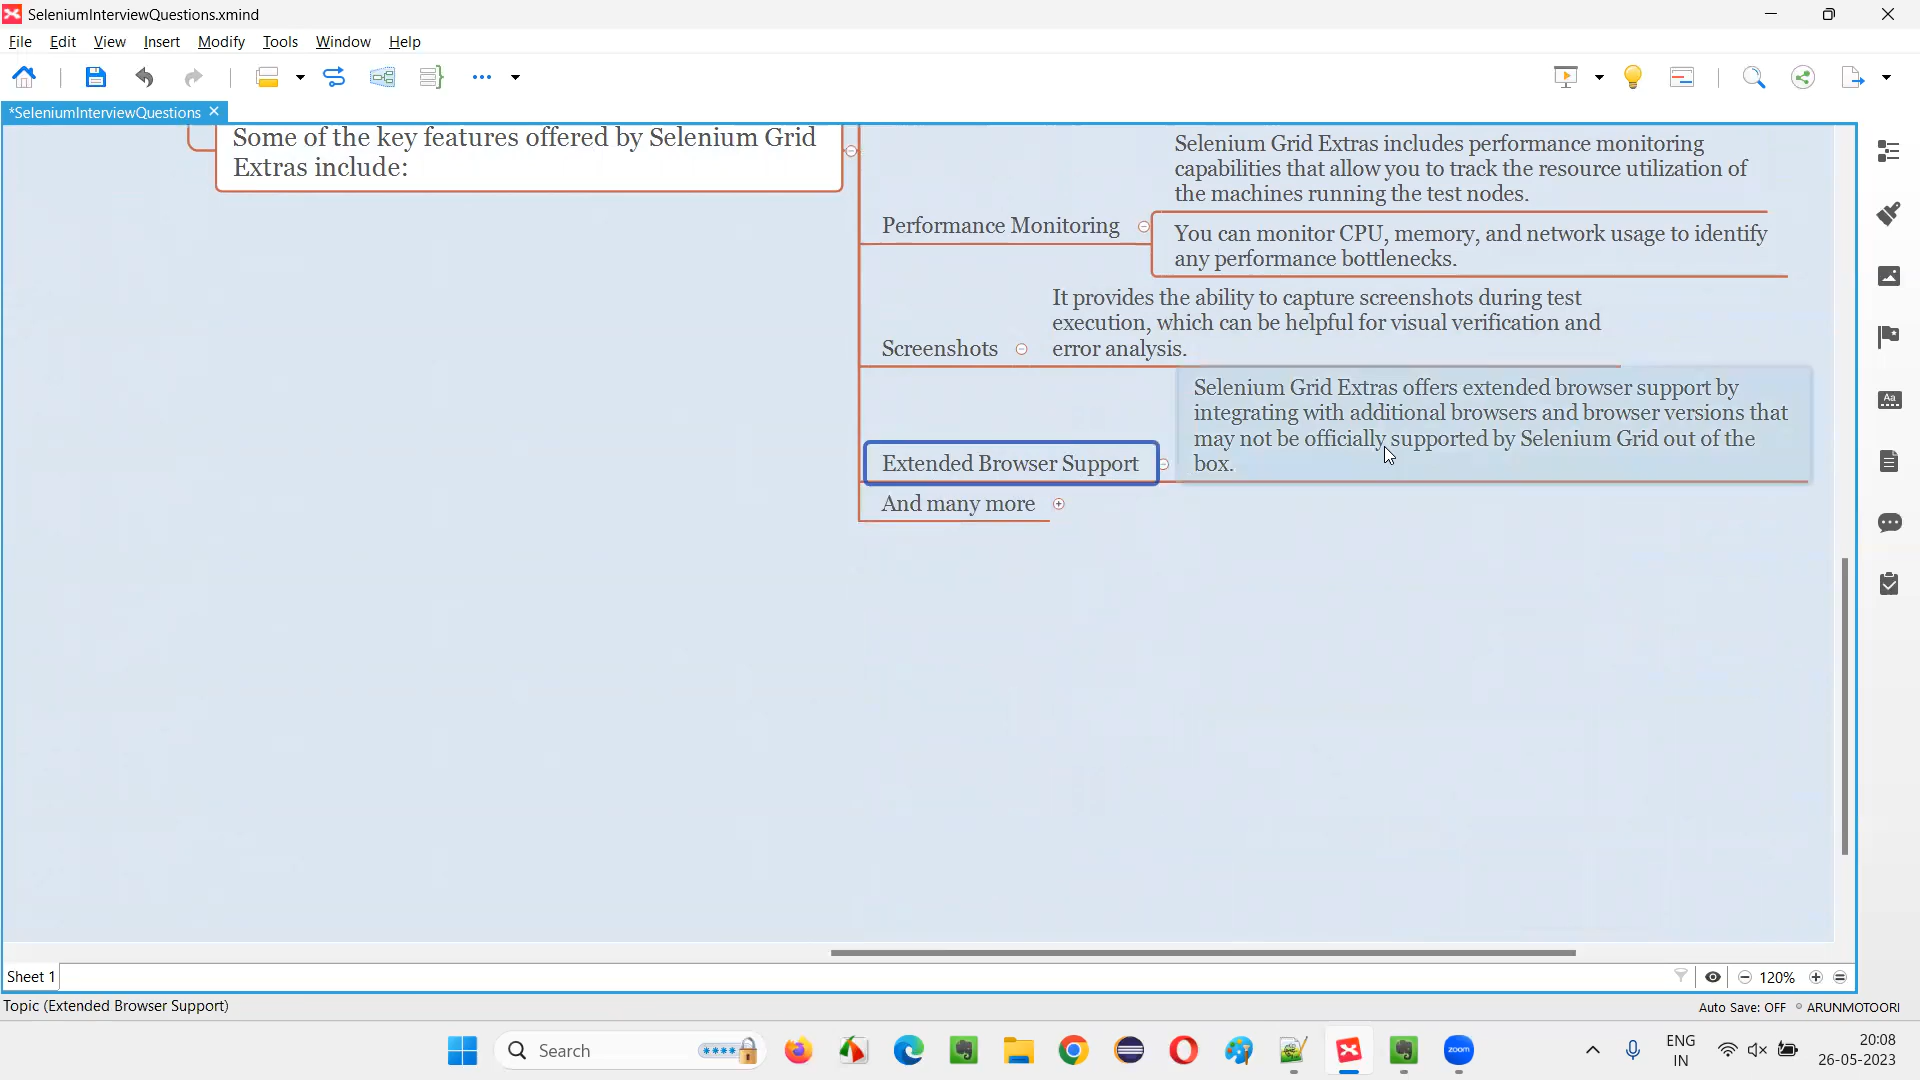 SeleniumInterviewQuestions.xmind
File Edit View Insert Modify Tools Window Help
*SeleniumInterviewQuestions
Some of the key features offered by Selenium Grid
Extras include:
Selenium Grid Extras includes performance monitoring
capabilities that allow you to track the resource utilization of
the machines running the test nodes.
Performance Monitoring
You can monitor CPU, memory, and network usage to identify
any performance bottlenecks.
It provides the ability to capture screenshots during test
execution, which can be helpful for visual verification and
error analysis.
Screenshots
Selenium Grid Extras offers extended browser support by
integrating with additional browsers and browser versions that
may not be officially supported by Selenium Grid out of the
box.
Extended Browser Support
And many more
Sheet 1
120%
Topic (Extended Browser Support)
Auto Save: OFF
ARUNMOTOORI
Search
zoom
ENG
IN
20:08
26-05-2023